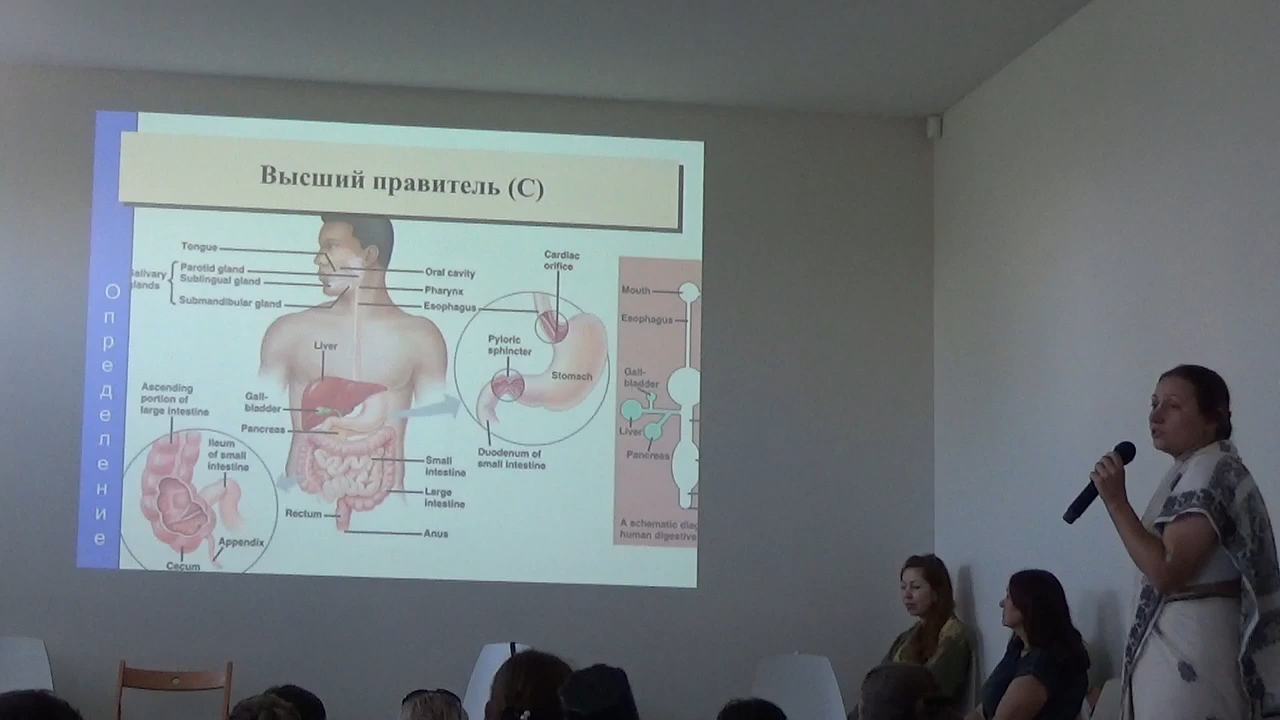 Высший правитель (С)
Определение
Tongue
Parotid gland
Sublingual gland
Submandibular gland
Oral cavity
Pharynx
Esophagus
Cardiac
orifice
Pyloric
sphincter
Stomach
Duodenum of
small intestine
Liver
Gall-
bladder
Pancreas
Ascending
portion of
large intestine
Ileum
of small
intestine
Appendix
Cecum
Small
intestine
Large
intestine
Rectum
Anus
Mouth
Esophagus
Gall-
bladder
Liver
Pancreas
A schematic
human